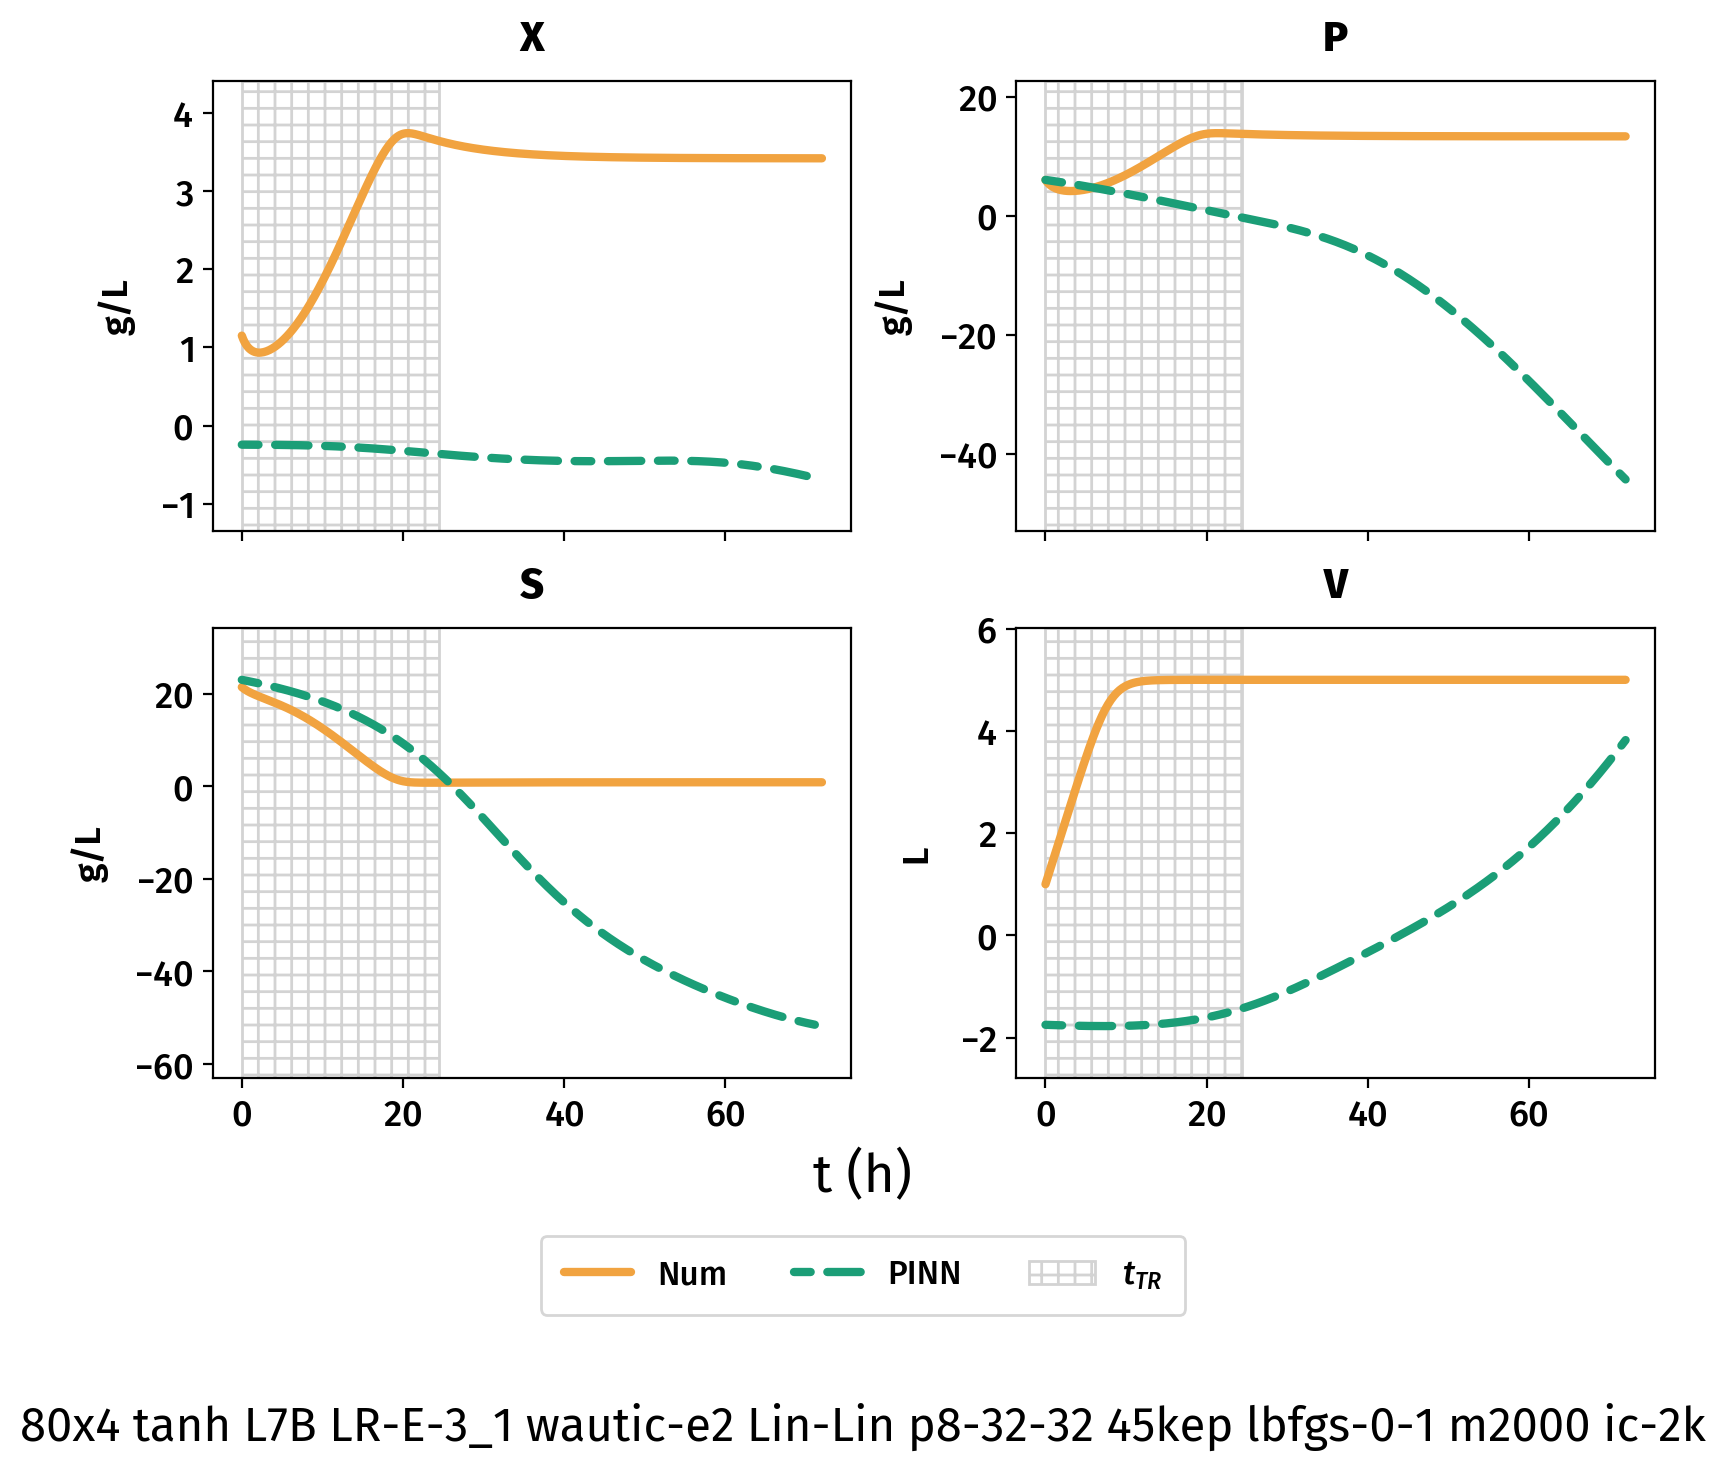 X
P
4
3
2
1
0
−1
g/L
20
0
−20
−40
g/L
S
V
20
0
−20
−40
−60
g/L
0 20 40 60
6
4
2
0
−2
L
0 20 40 60
t (h)
Num PINN tTR
80x4 tanh L7B LR-E-3_1 wautic-e2 Lin-Lin p8-32-32 45kep lbfgs-0-1 m2000 ic-2k